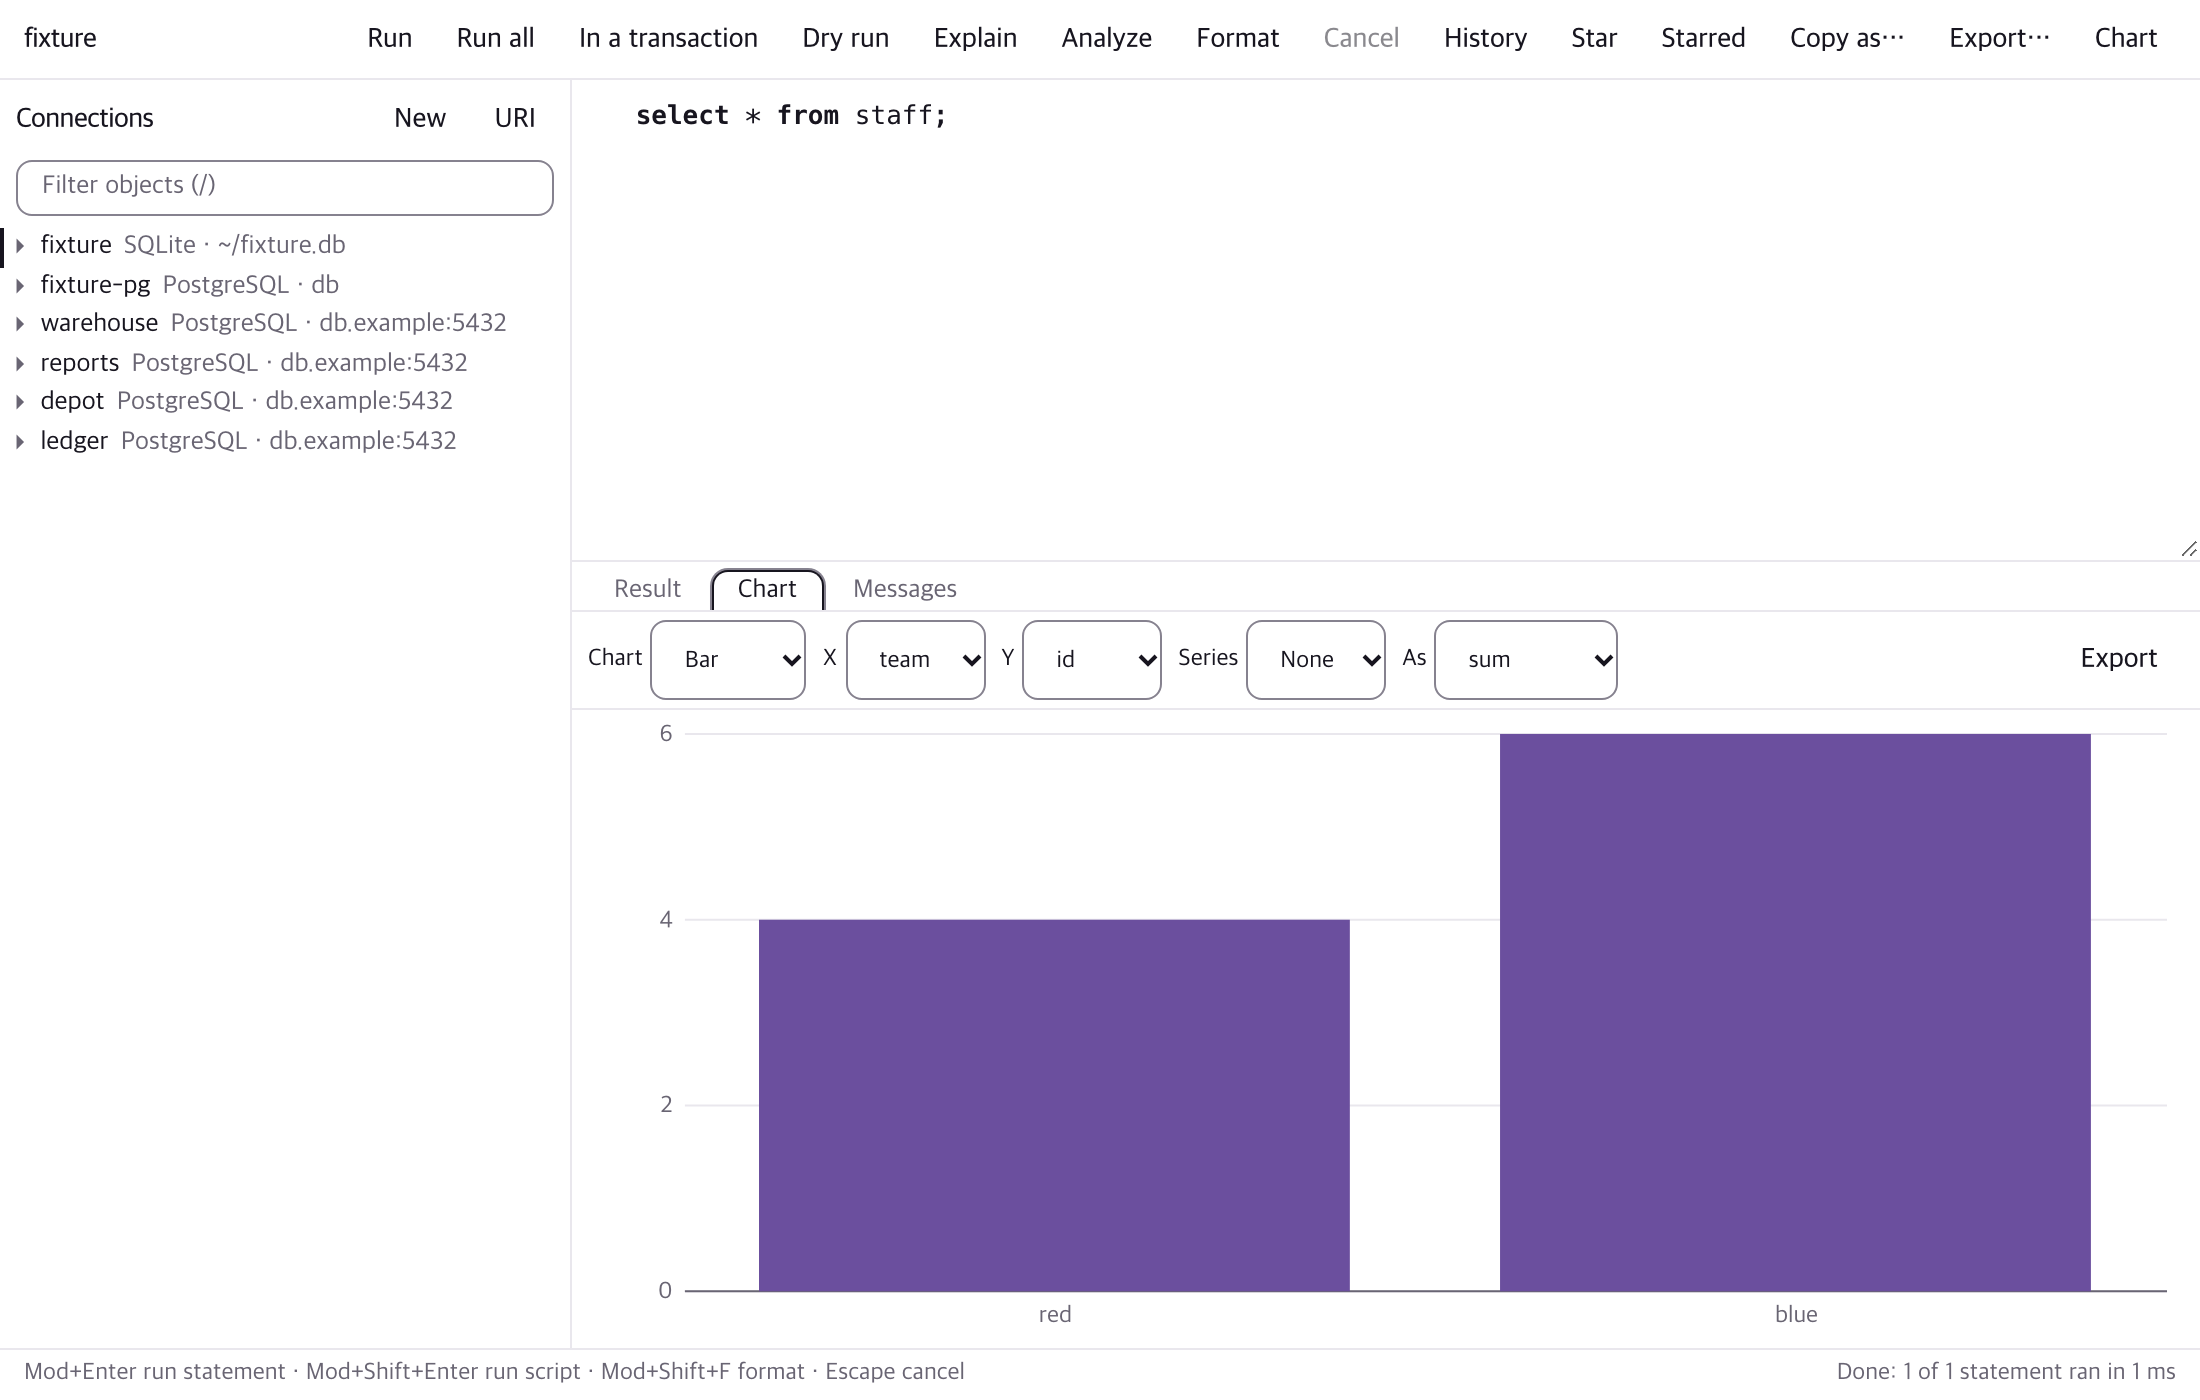 fixture Run Run all In a transaction Dry run Explain Analyze Format Cancel History Star Starred Copy as··· Export··· Chart
Connections New URI
Filter objects (/)
fixture SQLite · ~/fixture.db
fixture-pg PostgreSQL · db
warehouse PostgreSQL · db.example:5432
reports PostgreSQL · db.example:5432
depot PostgreSQL · db.example:5432
ledger PostgreSQL · db.example:5432
select * from staff;
Result Chart Messages
Chart Bar X team Y id Series None As sum Export
6
4
2
0
red blue
Mod+Enter run statement · Mod+Shift+Enter run script · Mod+Shift+F format · Escape cancel
Done: 1 of 1 statement ran in 1 ms